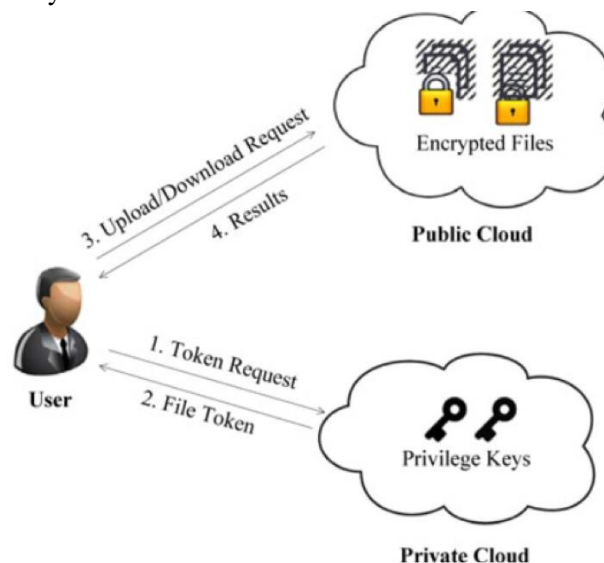 3. Upload/Download Request
4. Results
Encrypted Files
Public Cloud
1. Token Request
2. File Token
User
Privilege Keys
Private Cloud